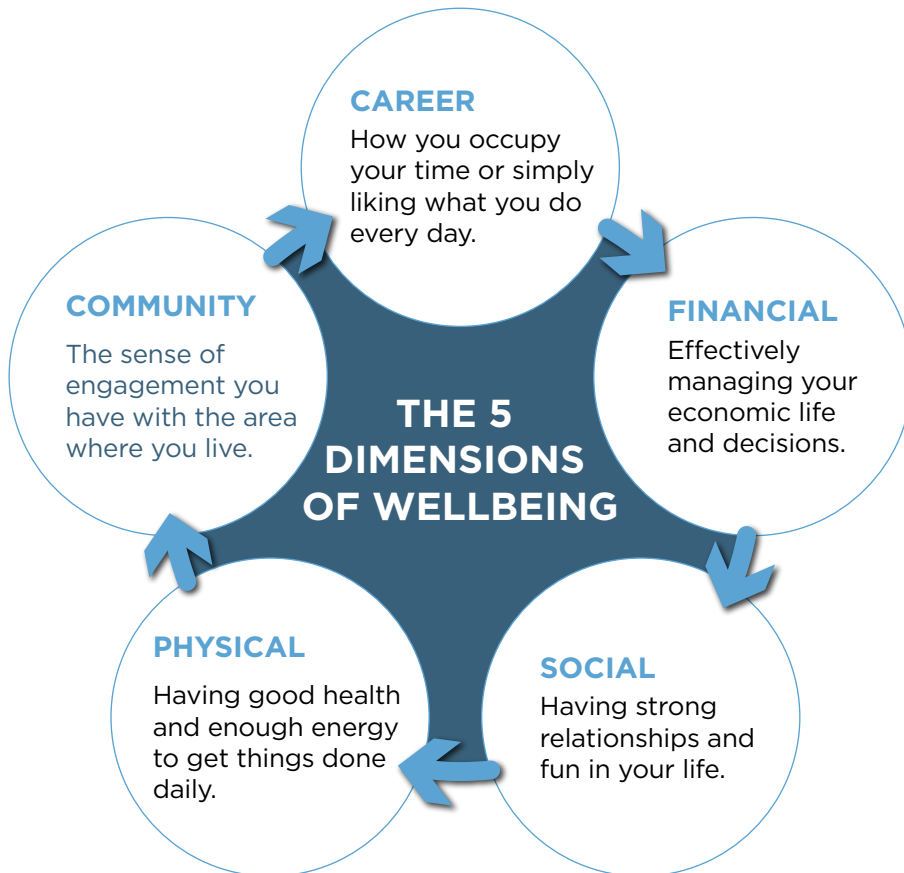 CAREER
How you occupy
your time or simply
liking what you do
every day.
FINANCIAL
Effectively
managing your
economic life
and decisions.
SOCIAL
Having strong
relationships and
fun in your life.
PHYSICAL
Having good health
and enough energy
to get things done
daily.
COMMUNITY
The sense of
engagement you
have with the area
where you live.
THE 5
DIMENSIONS
OF WELLBEING